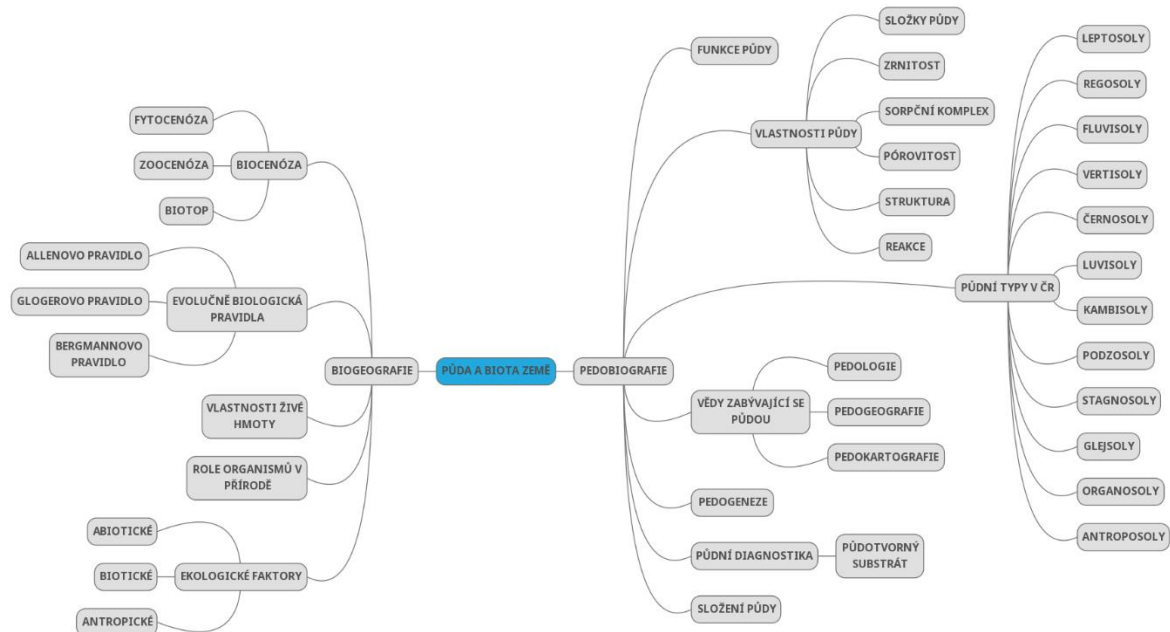 PŮDA A BIOTA ZEMĚ
BIOGEOGRAFIE
BIOCENÓZA
FYTOCENÓZA
ZOOCENÓZA
BIOTOP
EVOLUČNĚ BIOLOGICKÁ
PRAVIDLA
ALLENOVO PRAVIDLO
GLOGEROVO PRAVIDLO
BERGMANNOVO
PRAVIDLO
VLASTNOSTI ŽIVÉ
HMOTY
ROLE ORGANISMŮ V
PŘÍRODĚ
EKOLOGICKÉ FAKTORY
ABIOTICKÉ
BIOTICKÉ
ANTROPICKÉ
PEDOBIOGRAFIE
FUNKCE PŮDY
VLASTNOSTI PŮDY
SLOŽKY PŮDY
ZRNITOST
SORPČNÍ KOMPLEX
PÓROVITOST
STRUKTURA
REAKCE
PŮDNÍ TYPY V ČR
LEPTOSOLY
REGOSOLY
FLUVISOLY
VERTISOLY
ČERNOSOLY
LUVISOLY
KAMBISOLY
PODZOSOLY
STAGNOSOLY
GLEJSOLY
ORGANOSOLY
ANTROPOSOLY
VĚDY ZABÝVAJÍCÍ SE
PŮDOU
PEDOLOGIE
PEDOGEOGRAFIE
PEDOKARTOGRAFIE
PEDOGENEZE
PŮDNÍ DIAGNOSTIKA
PŮDOTVORNÝ
SUBSTRÁT
SLOŽENÍ PŮDY